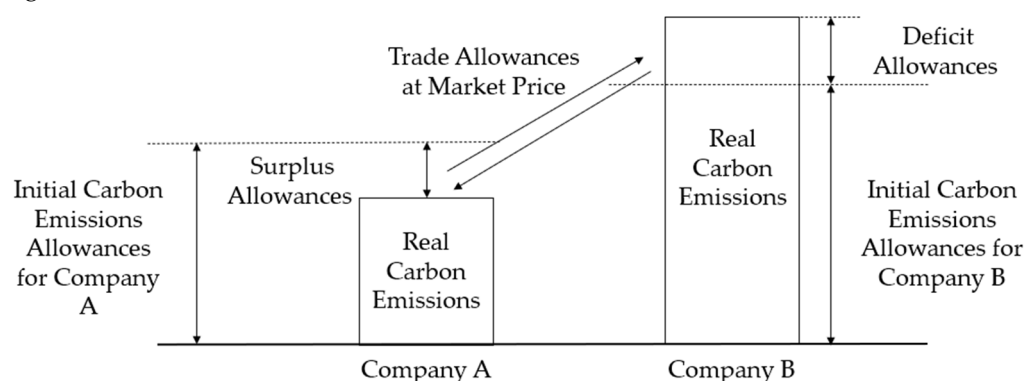 Trade Allowances
at Market Price
Deficit
Allowances
Surplus
Allowances
Initial Carbon
Emissions
Allowances
for Company
A
Real
Carbon
Emissions
Real
Carbon
Emissions
Initial Carbon
Emissions
Allowances for
Company B
Company A
Company B